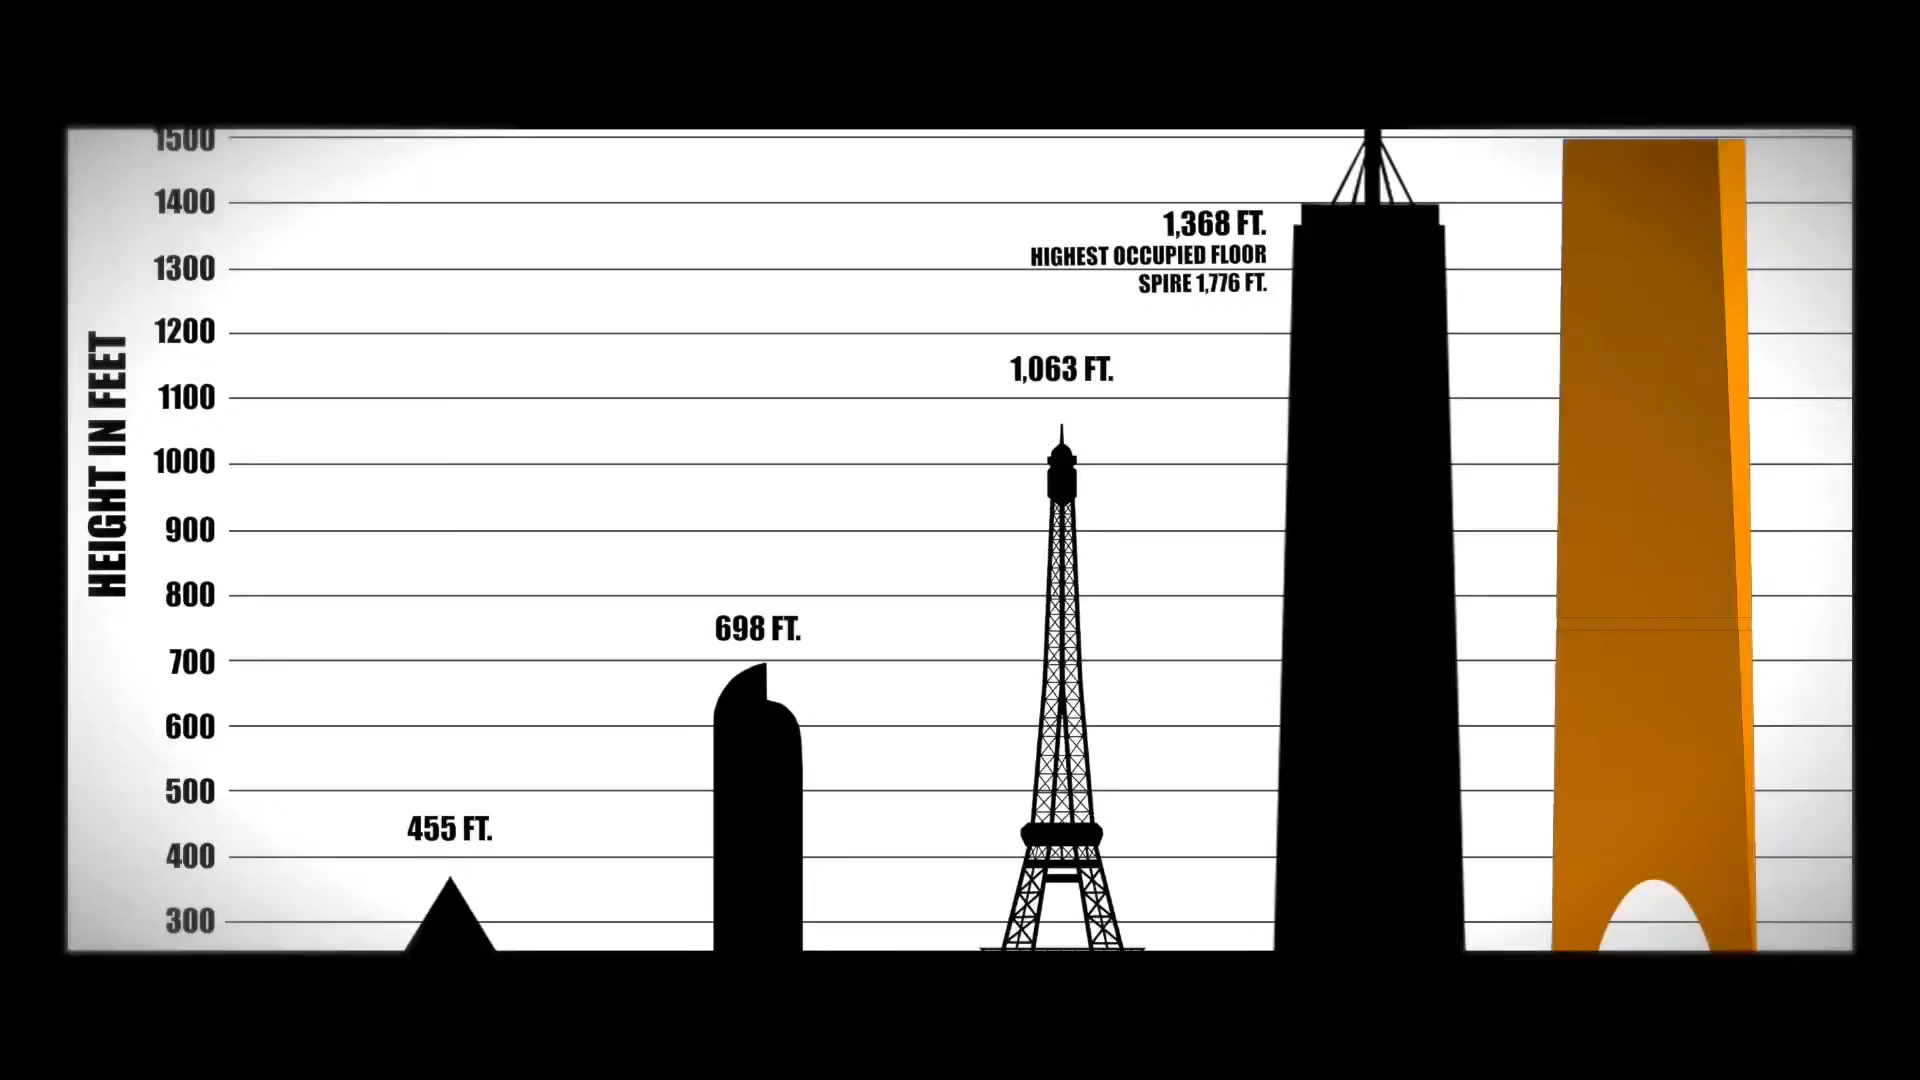 HEIGHT IN FEET
1500
1400
1300
1200
1100
1000
900
800
700
600
500
400
300
455 FT.
698 FT.
1,063 FT.
1,368 FT.
HIGHEST OCCUPIED FLOOR
SPIRE 1,776 FT.